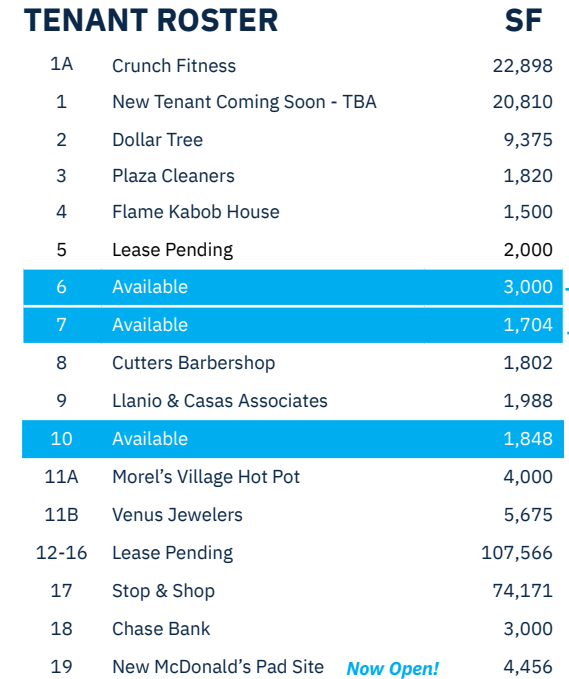 TENANT ROSTER SF
1A Crunch Fitness 22,898
1 New Tenant Coming Soon - TBA 20,810
2 Dollar Tree 9,375
3 Plaza Cleaners 1,820
4 Flame Kabob House 1,500
5 Lease Pending 2,000
6 Available 3,000
7 Available 1,704
8 Cutters Barbershop 1,802
9 Llanio & Casas Associates 1,988
10 Available 1,848
11A Morel’s Village Hot Pot 4,000
11B Venus Jewelers 5,675
12-16 Lease Pending 107,566
17 Stop & Shop 74,171
18 Chase Bank 3,000
19 New McDonald’s Pad Site Now Open! 4,456